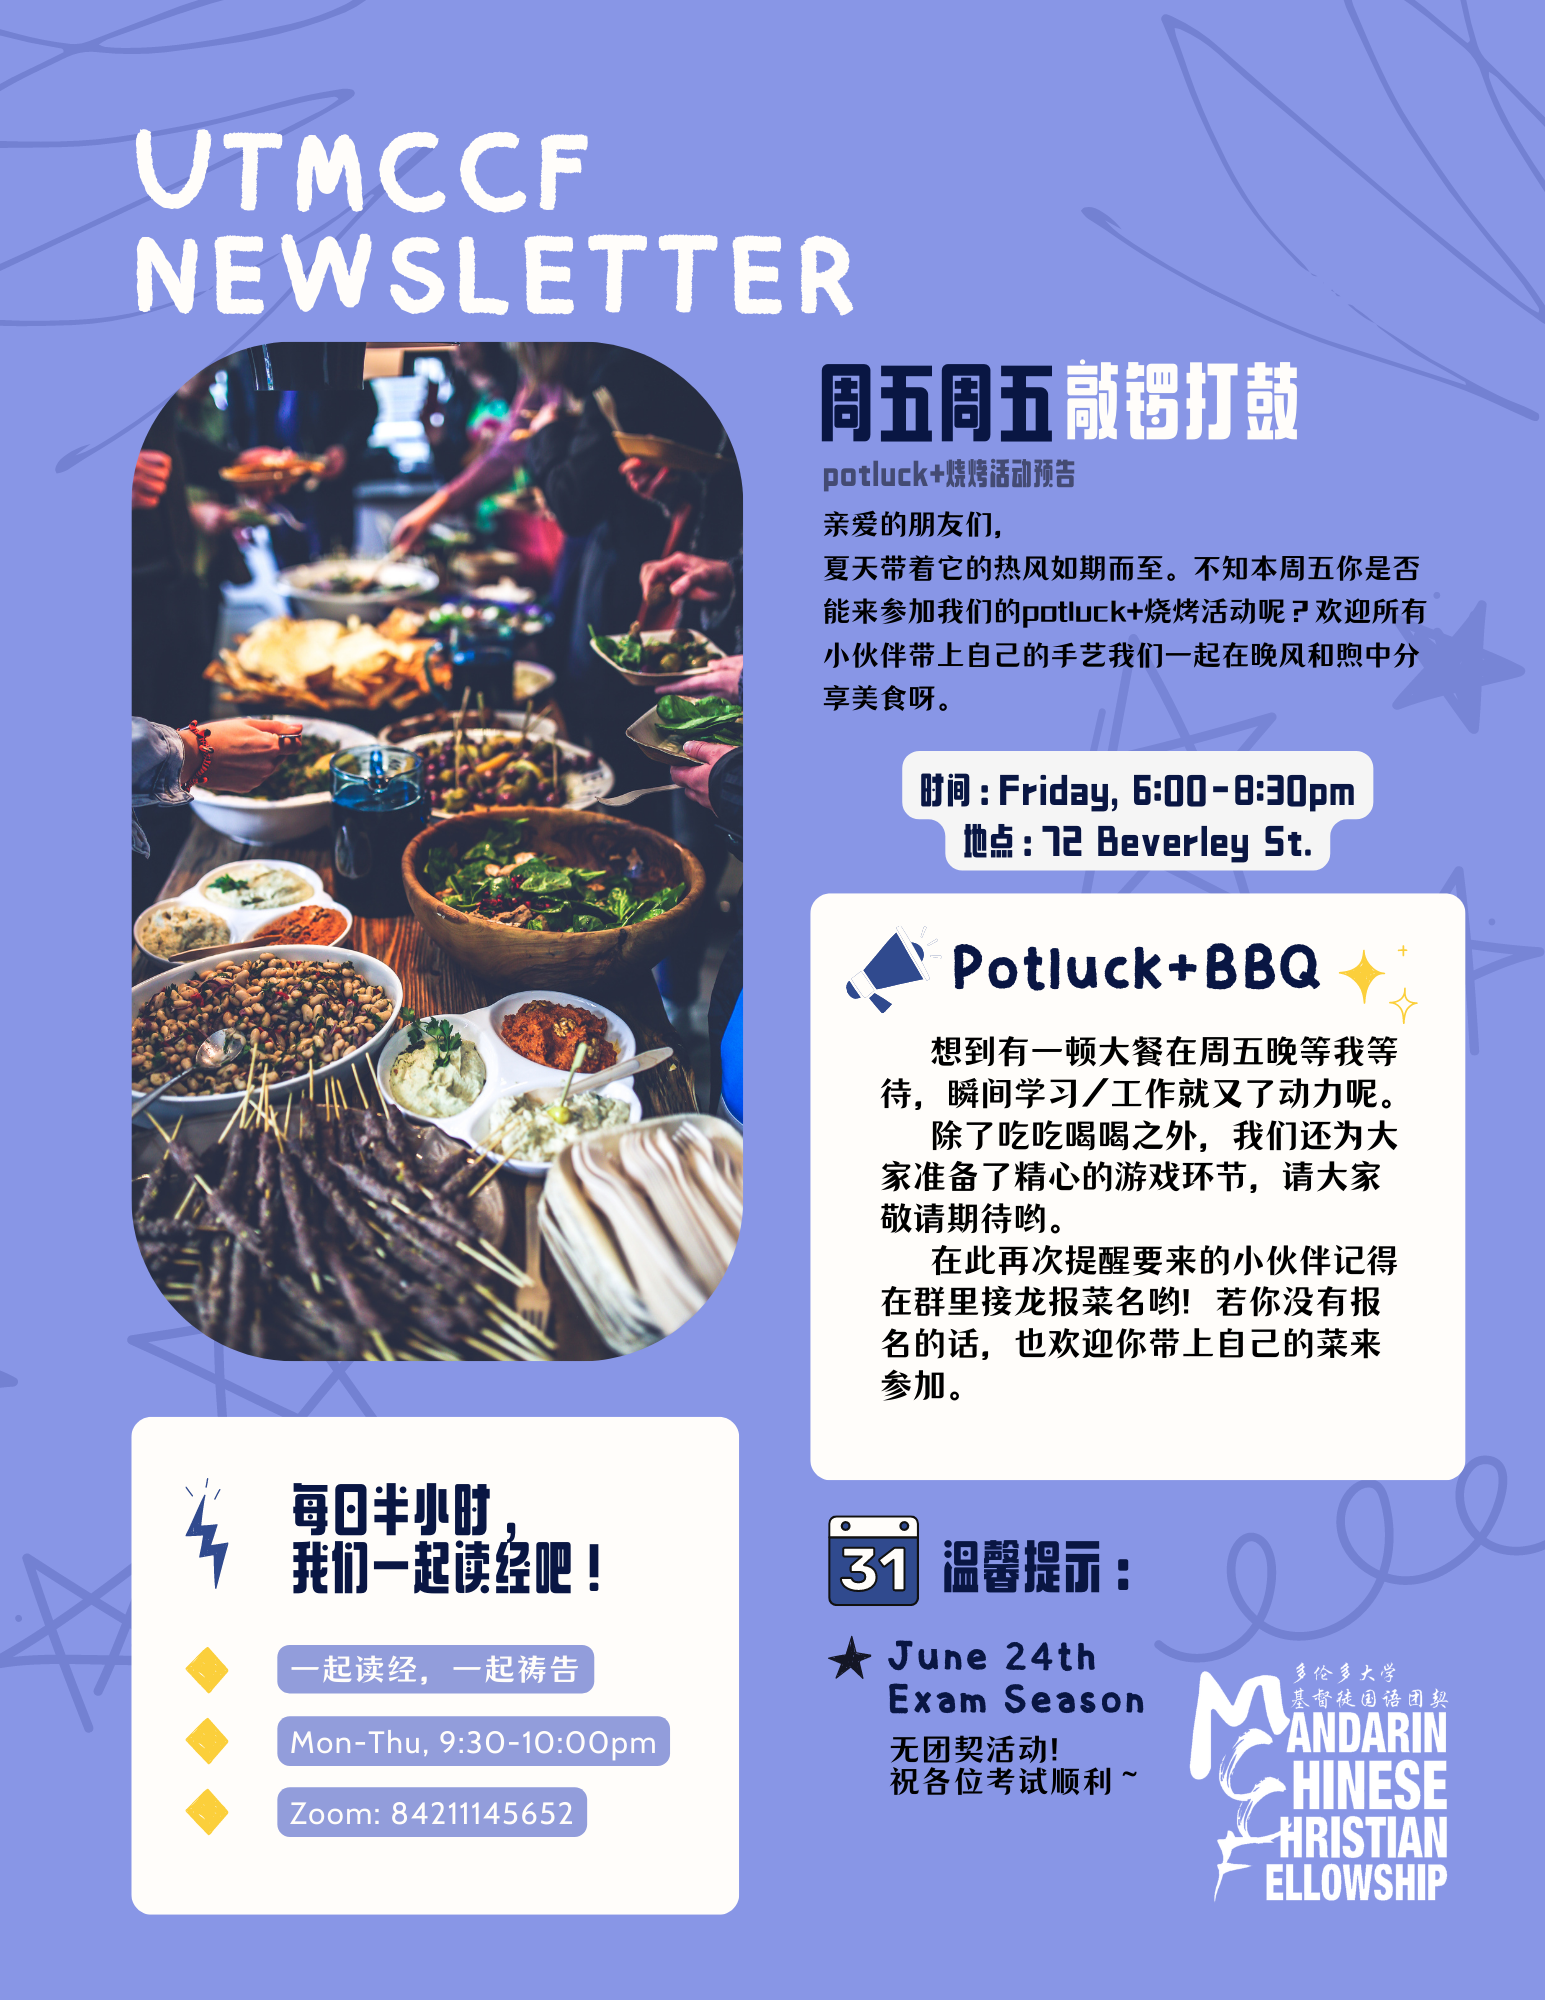 UTMCCF
NEWSLETTER
周五周五敲锣打鼓
potluck+烧烤活动预告
亲爱的朋友们，
夏天带着它的热风如期而至。不知本周五你是否
能来参加我们的potluck+烧烤活动呢？欢迎所有
小伙伴带上自己的手艺我们一起在晚风和煦中分
享美食呀。
时间：Friday, 6:00-8:30pm
地点：72 Beverley St.
Potluck+BBQ
想到有一顿大餐在周五晚等我等
待，瞬间学习/工作就又了动力呢。
除了吃吃喝喝之外，我们还为大
家准备了精心的游戏环节，请大家
敬请期待哟。
在此再次提醒要来的小伙伴记得
在群里接龙报菜名哟！若你没有报
名的话，也欢迎你带上自己的菜来
参加。
每日半小时，
我们一起读经吧！
一起读经，一起祷告
Mon-Thu, 9:30-10:00pm
Zoom: 84211145652
31
温馨提示：
June 24th
Exam Season
无团契活动！
祝各位考试顺利~
多伦多大学
基督徒国语团契
MANDARIN
CHINESE
CHRISTIAN
FELLOWSHIP